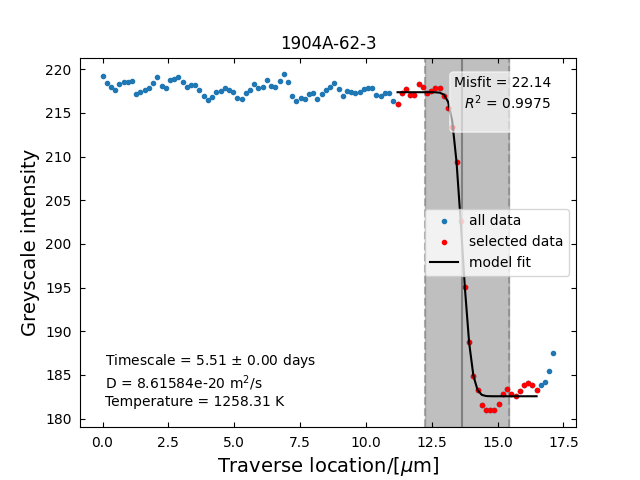 1904A-62-3
Greyscale intensity
220
215
210
205
200
195
190
185
180
Misfit = 22.14
R² = 0.9975
all data
selected data
model fit
Timescale = 5.51 ± 0.00 days
D = 8.61584e-20 m²/s
Temperature = 1258.31 K
0.0 2.5 5.0 7.5 10.0 12.5 15.0 17.5
Traverse location/[μm]